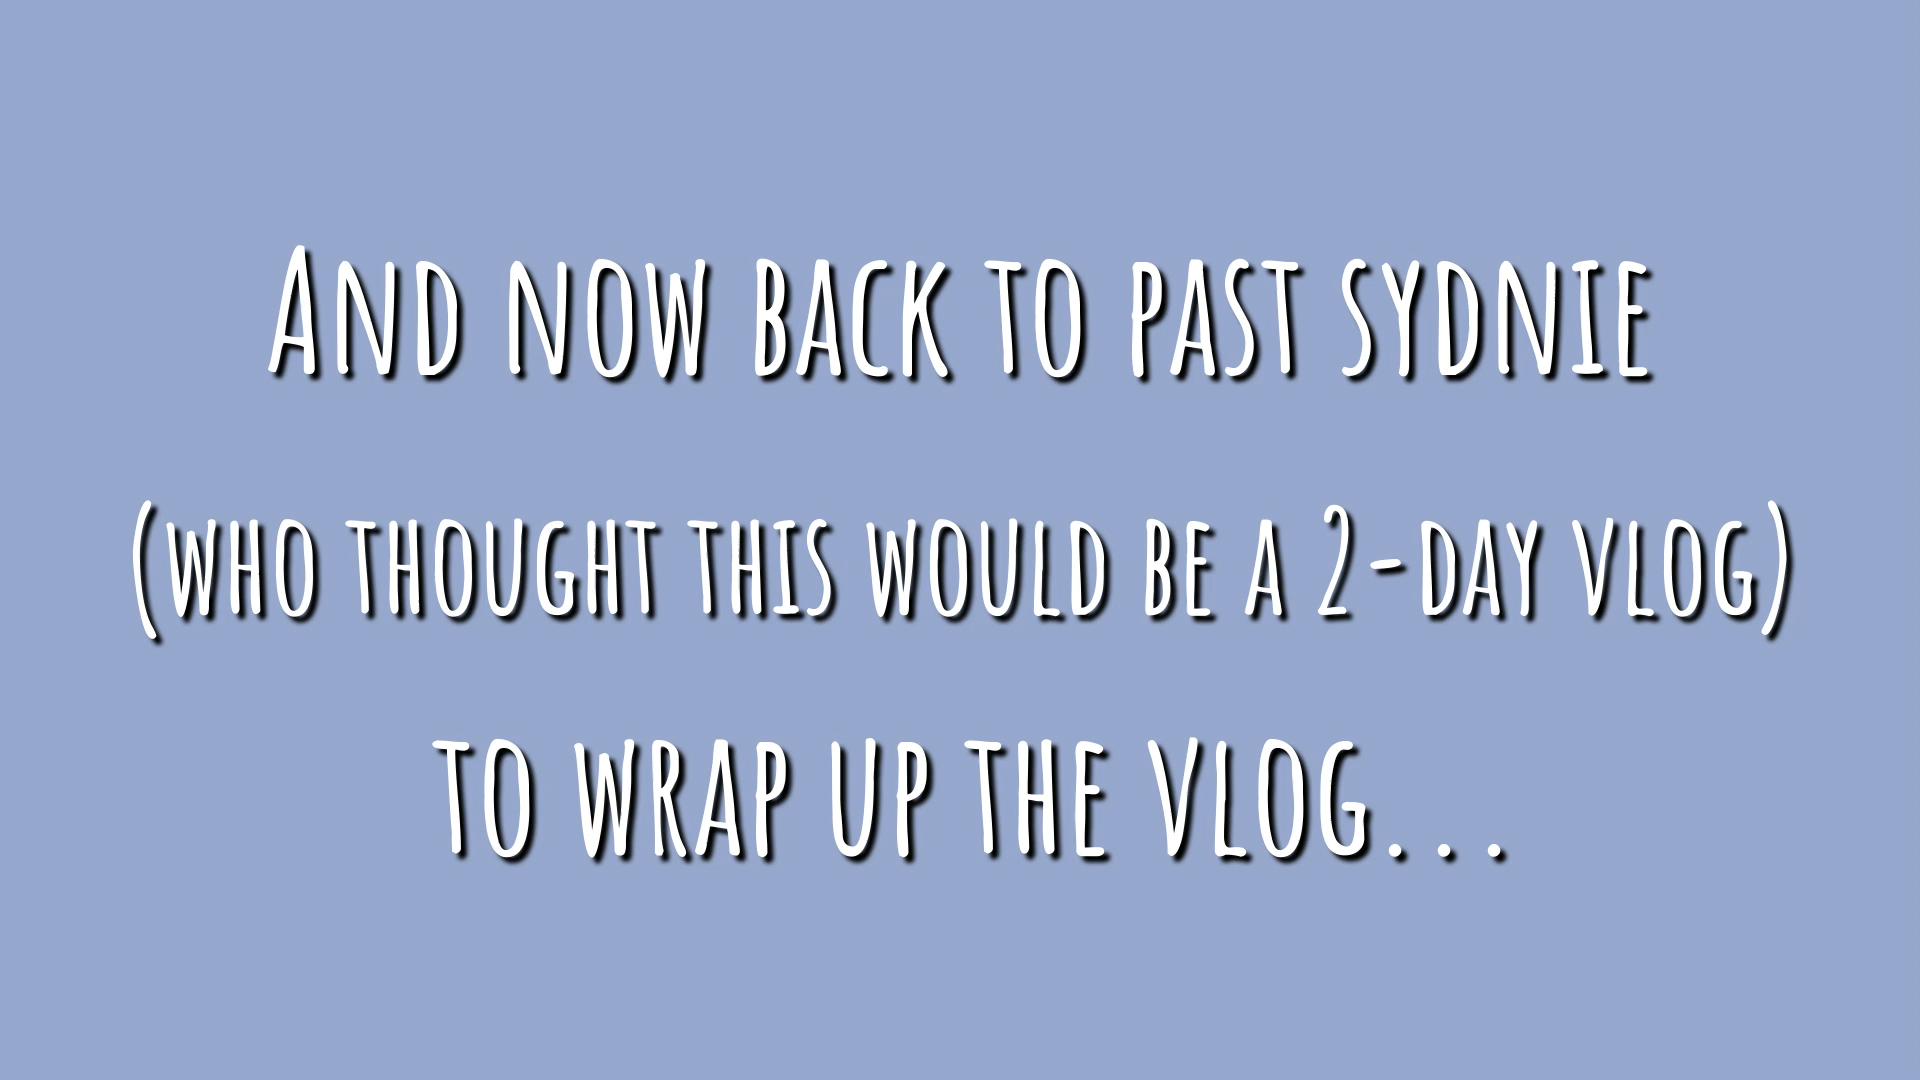 And now back to past sydnie
(who thought this would be a 2-day vlog)
to wrap up the vlog...